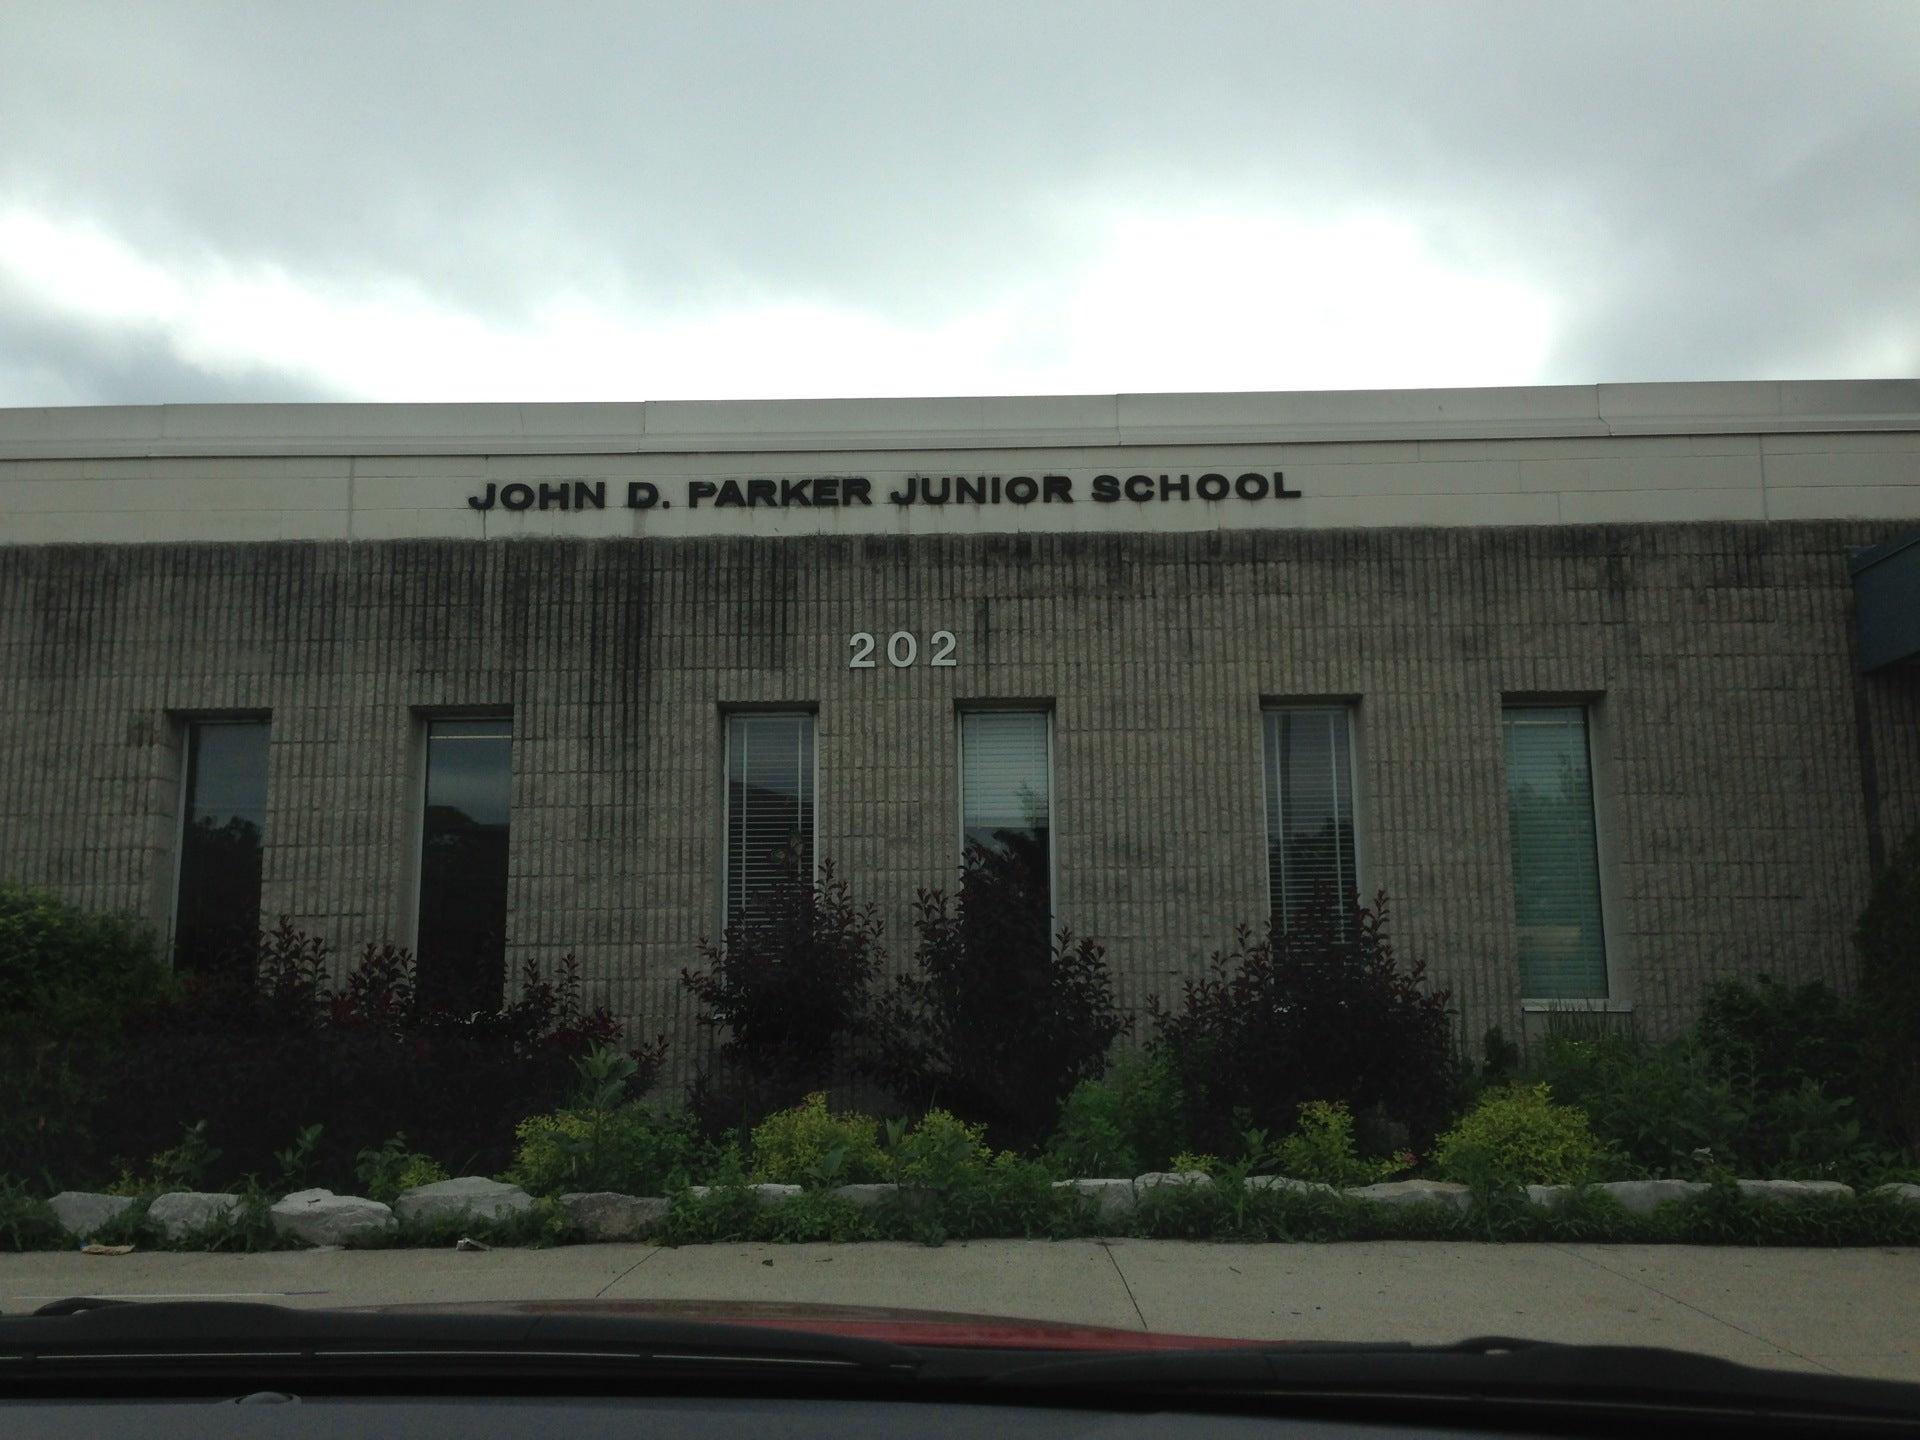 JOHN D. PARKER JUNIOR SCHOOL
202